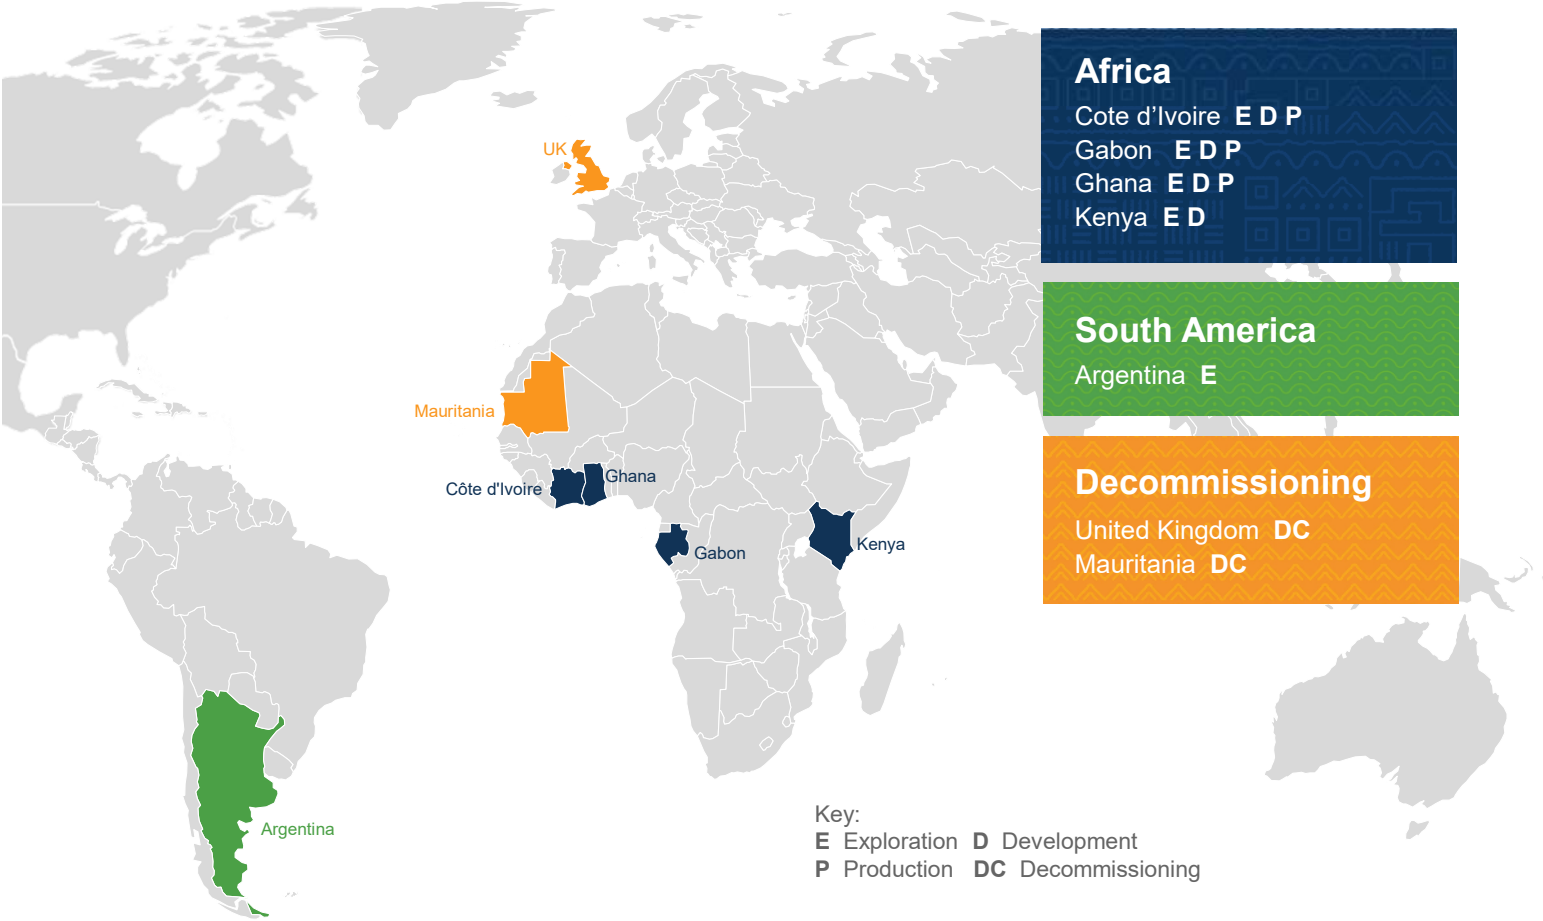 UK
Mauritania
Côte d'Ivoire
Ghana
Gabon
Kenya
Argentina
Africa
Cote d’Ivoire E D P
Gabon E D P
Ghana E D P
Kenya E D
South America
Argentina E
Decommissioning
United Kingdom DC
Mauritania DC
Key:
E Exploration D Development
P Production DC Decommissioning